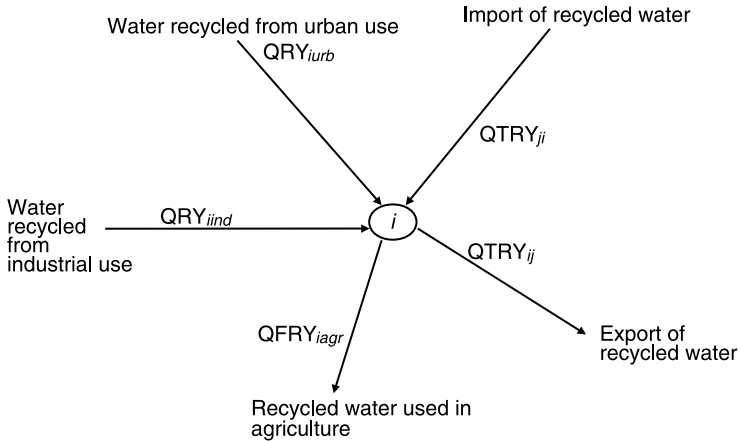 Import of recycled water
Water recycled from urban use
QRYiurb
QTRYji
Water
recycled
from
industrial use
QRYiind
i
QTRYij
QFRYiagr
Export of
recycled water
Recycled water used in
agriculture